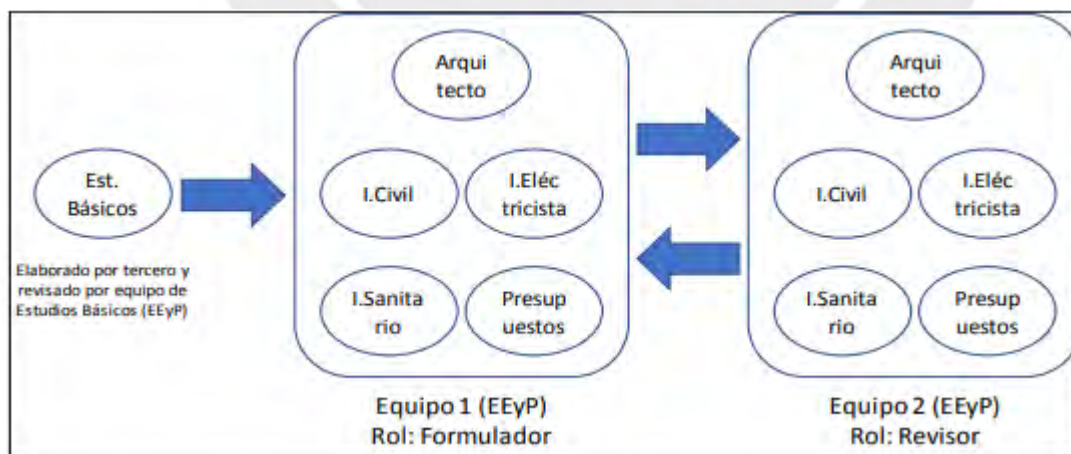 Est.
Básicos
Elaborado por tercero y
revisado por equipo de
Estudios Básicos (EEyP)
Arqui
tecto
I.Civil
I.Eléc
tricista
I.Sanita
rio
Presup
uestos
Equipo 1 (EEyP)
Rol: Formulador
Arqui
tecto
I.Civil
I.Eléc
tricista
I.Sanita
rio
Presup
uestos
Equipo 2 (EEyP)
Rol: Revisor